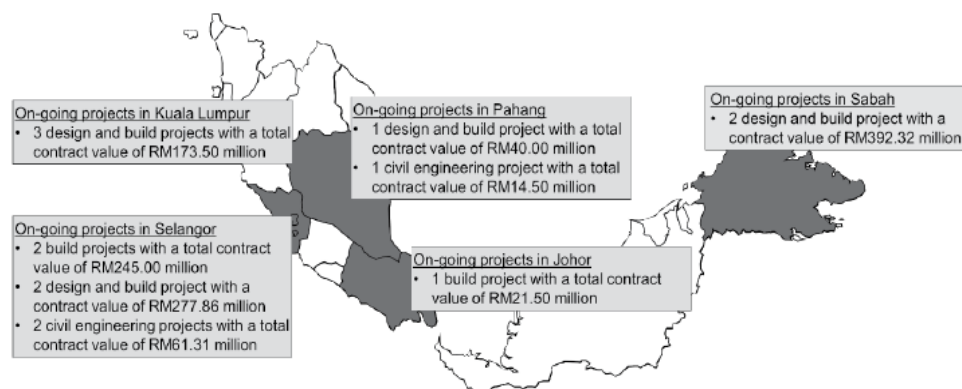 On-going projects in Kuala Lumpur
• 3 design and build projects with a total
contract value of RM173.50 million
On-going projects in Pahang
• 1 design and build project with a total
contract value of RM40.00 million
• 1 civil engineering project with a total
contract value of RM14.50 million
On-going projects in Sabah
• 2 design and build project with a
contract value of RM392.32 million
On-going projects in Selangor
• 2 build projects with a total contract
value of RM245.00 million
• 2 design and build project with a
contract value of RM277.86 million
• 2 civil engineering projects with a total
contract value of RM61.31 million
On-going projects in Johor
• 1 build project with a total contract
value of RM21.50 million